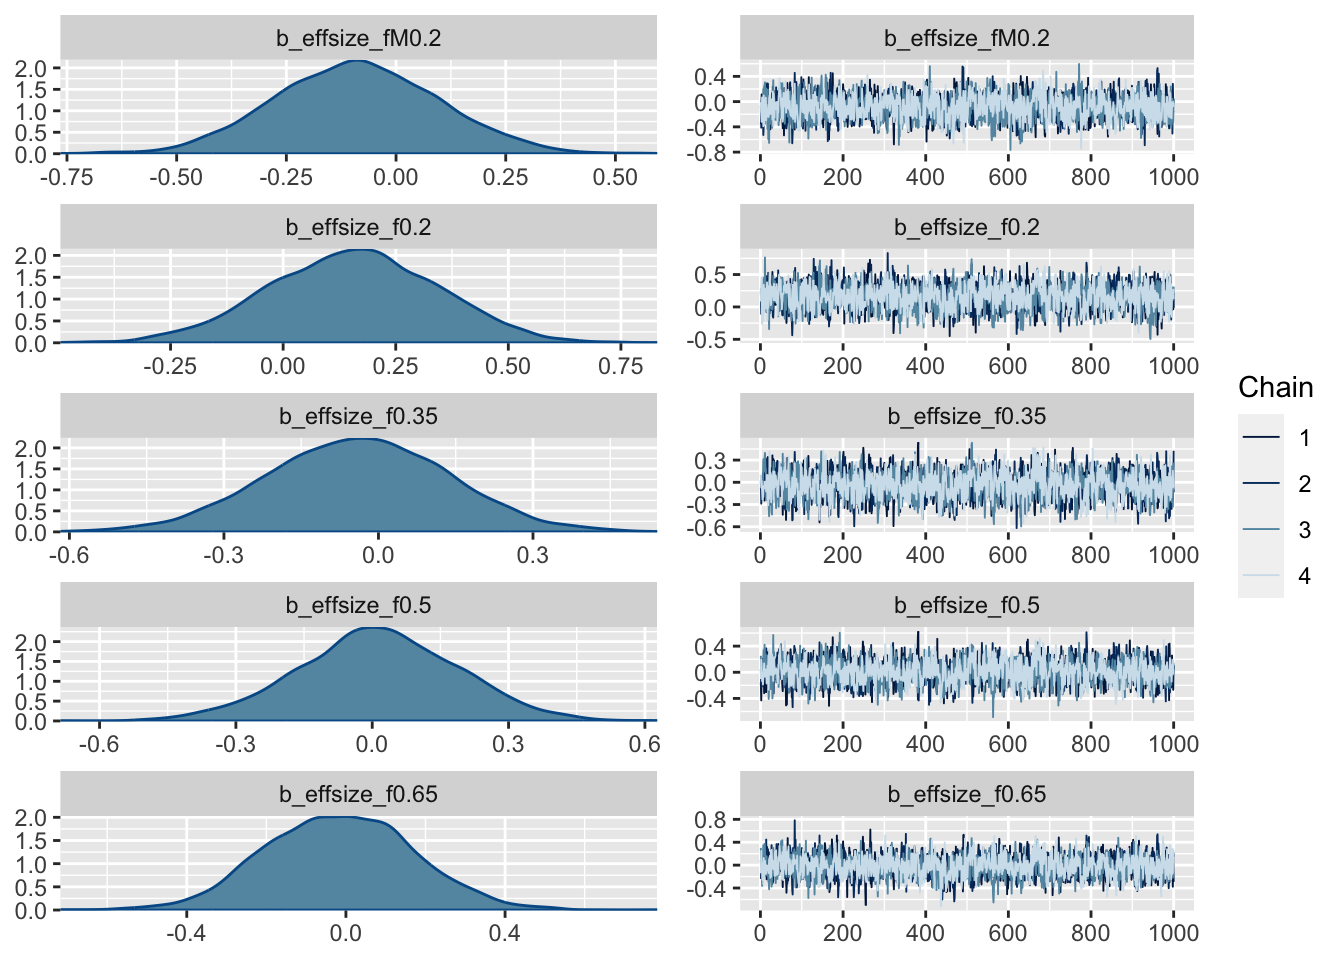 b_effsize_fM0.2
2.0
1.5
1.0
0.5
0.0
-0.75 -0.50 -0.25 0.00 0.25 0.50
b_effsize_fM0.2
0.4
0.0
-0.4
-0.8
0 200 400 600 800 1000
b_effsize_f0.2
2.0
1.5
1.0
0.5
0.0
-0.25 0.00 0.25 0.50 0.75
b_effsize_f0.2
0.5
0.0
-0.5
0 200 400 600 800 1000
b_effsize_f0.35
2.0
1.5
1.0
0.5
0.0
-0.6 -0.3 0.0 0.3
b_effsize_f0.35
0.3
0.0
-0.3
-0.6
0 200 400 600 800 1000
b_effsize_f0.5
2.0
1.5
1.0
0.5
0.0
-0.6 -0.3 0.0 0.3 0.6
b_effsize_f0.5
0.4
0.0
-0.4
0 200 400 600 800 1000
b_effsize_f0.65
2.0
1.5
1.0
0.5
0.0
-0.4 0.0 0.4
b_effsize_f0.65
0.8
0.4
0.0
-0.4
0 200 400 600 800 1000
Chain
1
2
3
4